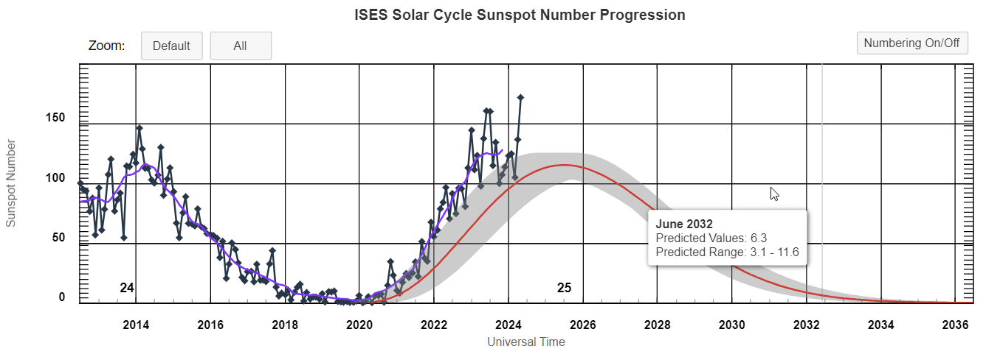 ISES Solar Cycle Sunspot Number Progression
Zoom: Default All Numbering On/Off
Sunspot Number
150
100
50
0
24
25
June 2032
Predicted Values: 6.3
Predicted Range: 3.1 - 11.6
2014 2016 2018 2020 2022 2024 2026 2028 2030 2032 2034 2036
Universal Time